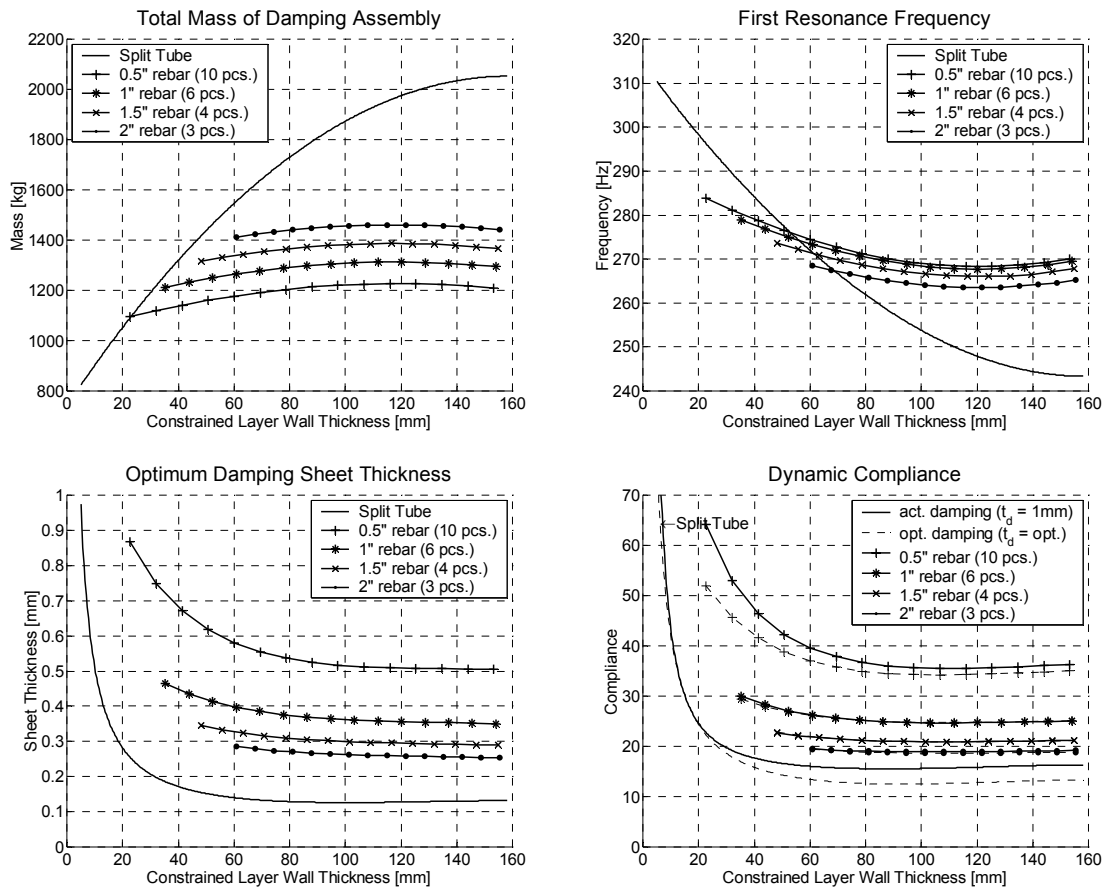 Total Mass of Damping Assembly
2200
2000
1800
1600
1400
1200
1000
800
Mass [kg]
Split Tube
0.5" rebar (10 pcs.)
1" rebar (6 pcs.)
1.5" rebar (4 pcs.)
2" rebar (3 pcs.)
0 20 40 60 80 100 120 140 160
Constrained Layer Wall Thickness [mm]
First Resonance Frequency
320
310
300
290
280
270
260
250
240
Frequency [Hz]
Split Tube
0.5" rebar (10 pcs.)
1" rebar (6 pcs.)
1.5" rebar (4 pcs.)
2" rebar (3 pcs.)
0 20 40 60 80 100 120 140 160
Constrained Layer Wall Thickness [mm]
Optimum Damping Sheet Thickness
1
0.9
0.8
0.7
0.6
0.5
0.4
0.3
0.2
0.1
0
Sheet Thickness [mm]
Split Tube
0.5" rebar (10 pcs.)
1" rebar (6 pcs.)
1.5" rebar (4 pcs.)
2" rebar (3 pcs.)
0 20 40 60 80 100 120 140 160
Constrained Layer Wall Thickness [mm]
Dynamic Compliance
70
60
50
40
30
20
10
0
Compliance
←Split Tube
act. damping (t_d = 1mm)
opt. damping (t_d = opt.)
0.5" rebar (10 pcs.)
1" rebar (6 pcs.)
1.5" rebar (4 pcs.)
2" rebar (3 pcs.)
0 20 40 60 80 100 120 140 160
Constrained Layer Wall Thickness [mm]